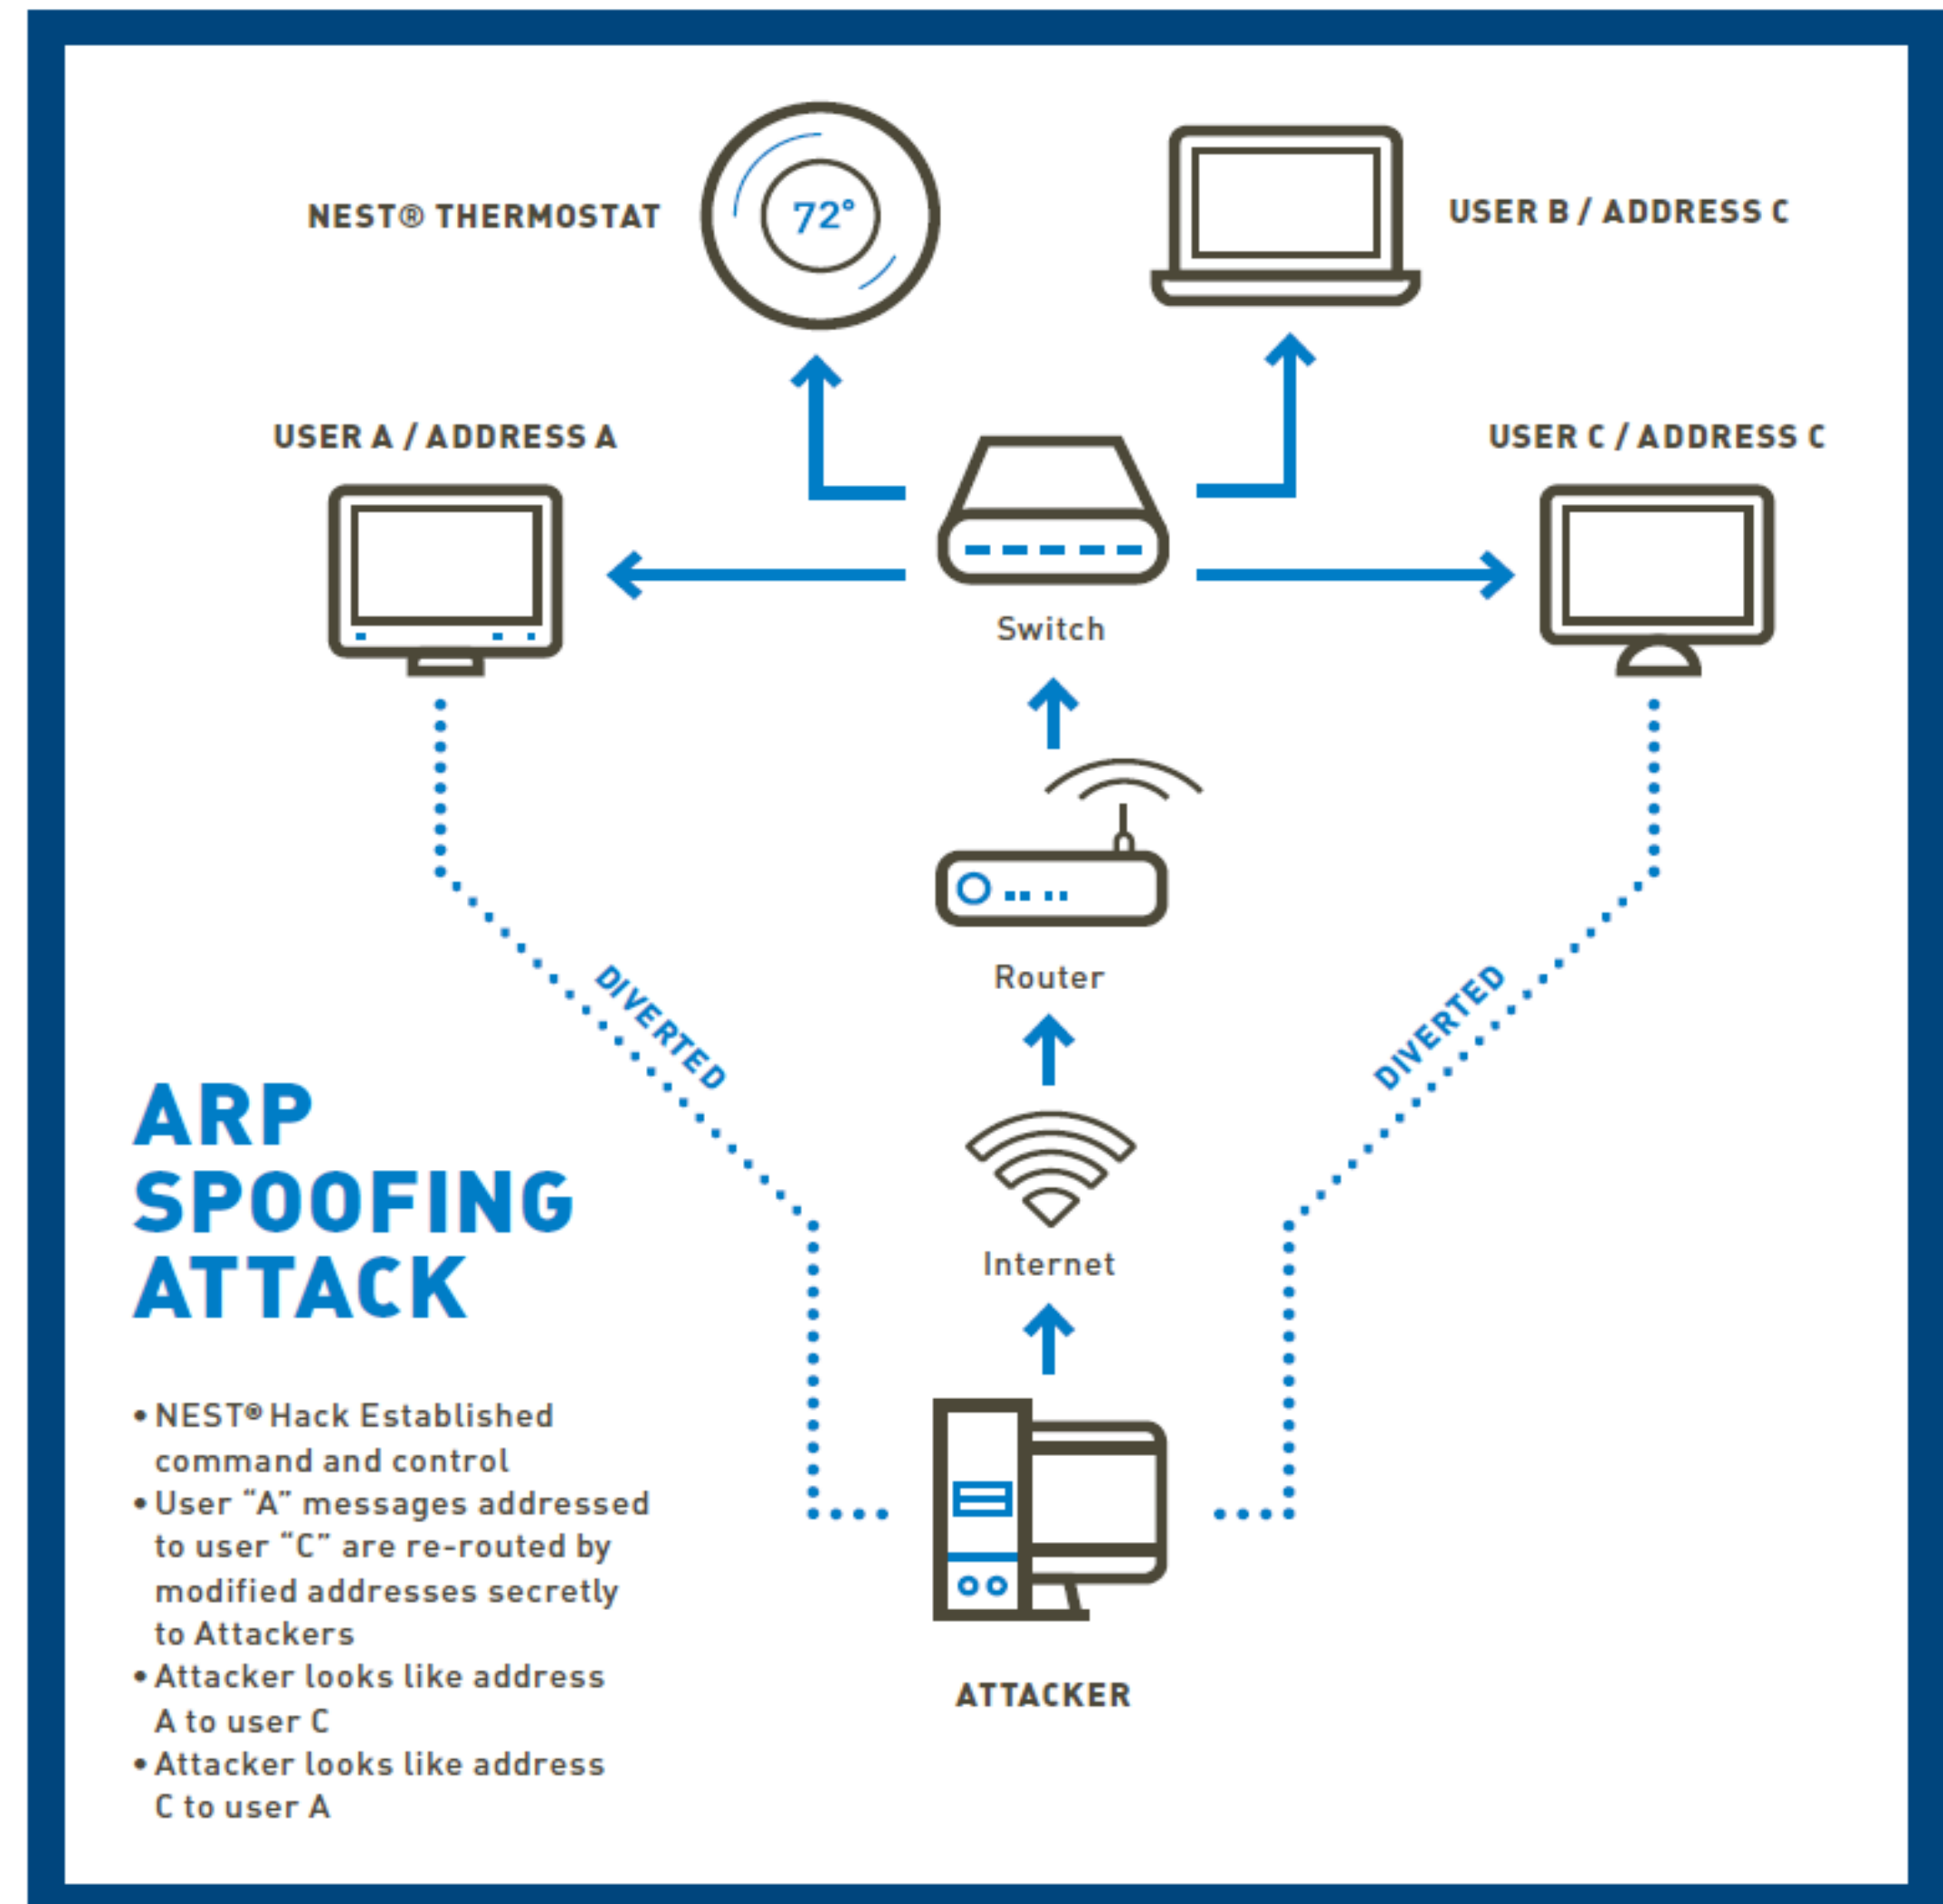 NEST® THERMOSTAT
72°
USER B / ADDRESS C
USER A / ADDRESS A
USER C / ADDRESS C
Switch
Router
DIVERTED
DIVERTED
Internet
ARP
SPOOFING
ATTACK
• NEST® Hack Established
command and control
• User “A” messages addressed
to user “C” are re-routed by
modified addresses secretly
to Attackers
• Attacker looks like address
A to user C
• Attacker looks like address
C to user A
ATTACKER